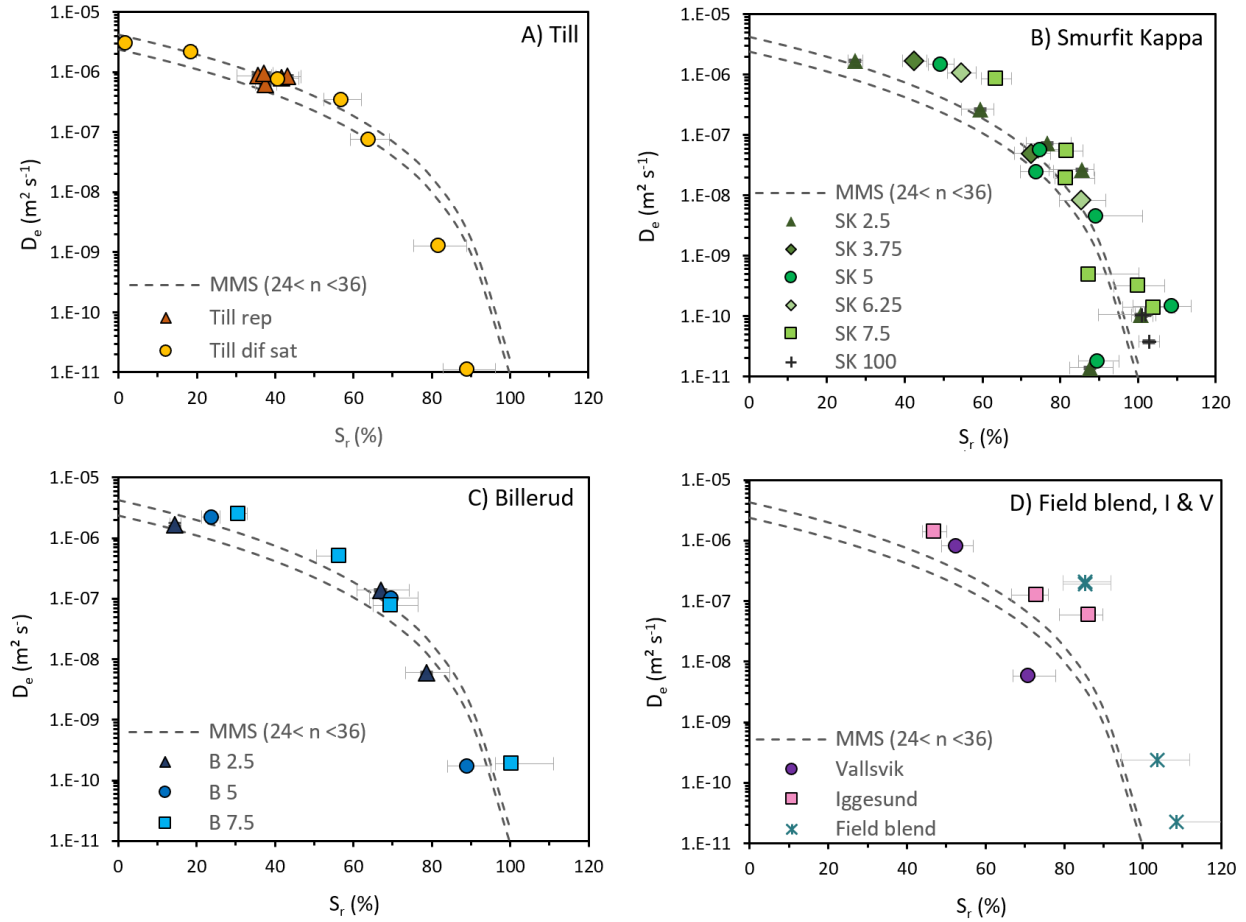 A) Till
1.E-05
1.E-06
1.E-07
1.E-08
1.E-09
1.E-10
1.E-11
Dₑ (m² s⁻¹)
MMS (24< n <36)
Till rep
Till dif sat
0 20 40 60 80 100 120
Sᵣ (%)
B) Smurfit Kappa
1.E-05
1.E-06
1.E-07
1.E-08
1.E-09
1.E-10
1.E-11
Dₑ (m² s⁻¹)
MMS (24< n <36)
SK 2.5
SK 3.75
SK 5
SK 6.25
SK 7.5
SK 100
0 20 40 60 80 100 120
Sᵣ (%)
C) Billerud
1.E-05
1.E-06
1.E-07
1.E-08
1.E-09
1.E-10
1.E-11
Dₑ (m² s⁻)
MMS (24< n <36)
B 2.5
B 5
B 7.5
0 20 40 60 80 100 120
Sᵣ (%)
D) Field blend, I & V
1.E-05
1.E-06
1.E-07
1.E-08
1.E-09
1.E-10
1.E-11
Dₑ (m² s⁻¹)
MMS (24< n <36)
Vallsvik
Iggesund
Field blend
0 20 40 60 80 100 120
Sᵣ (%)